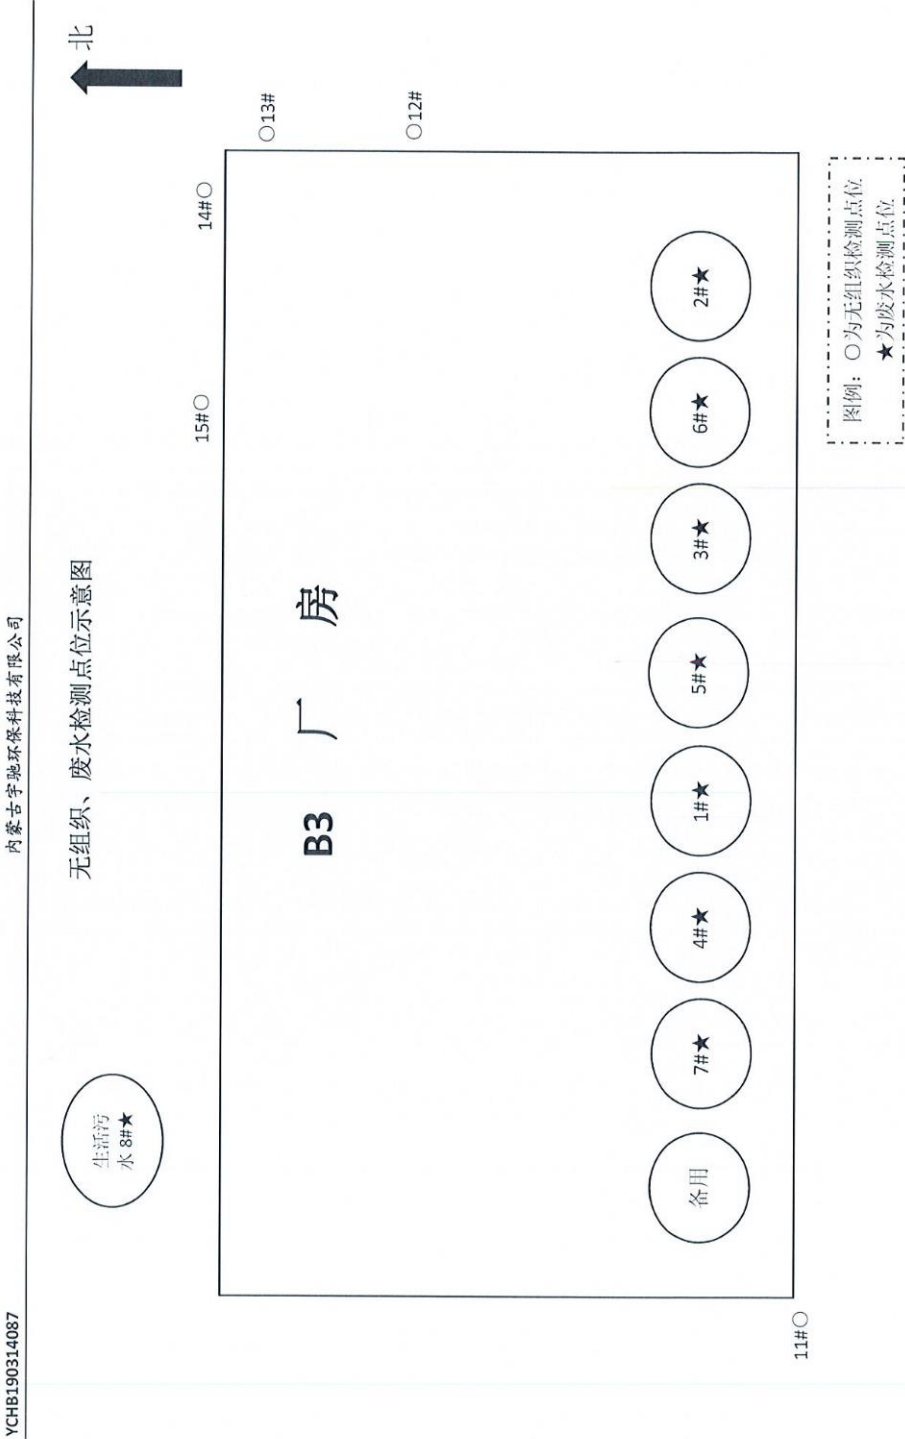 YCHB190314087
内蒙古宇驰环保科技有限公司
无组织、废水检测点位示意图
北
生活污
水 8#★
15#○
14#○
○13#
○12#
B3 厂 房
备用
7#★
4#★
1#★
5#★
3#★
6#★
2#★
11#○
图例：○为无组织检测点位
★为废水检测点位